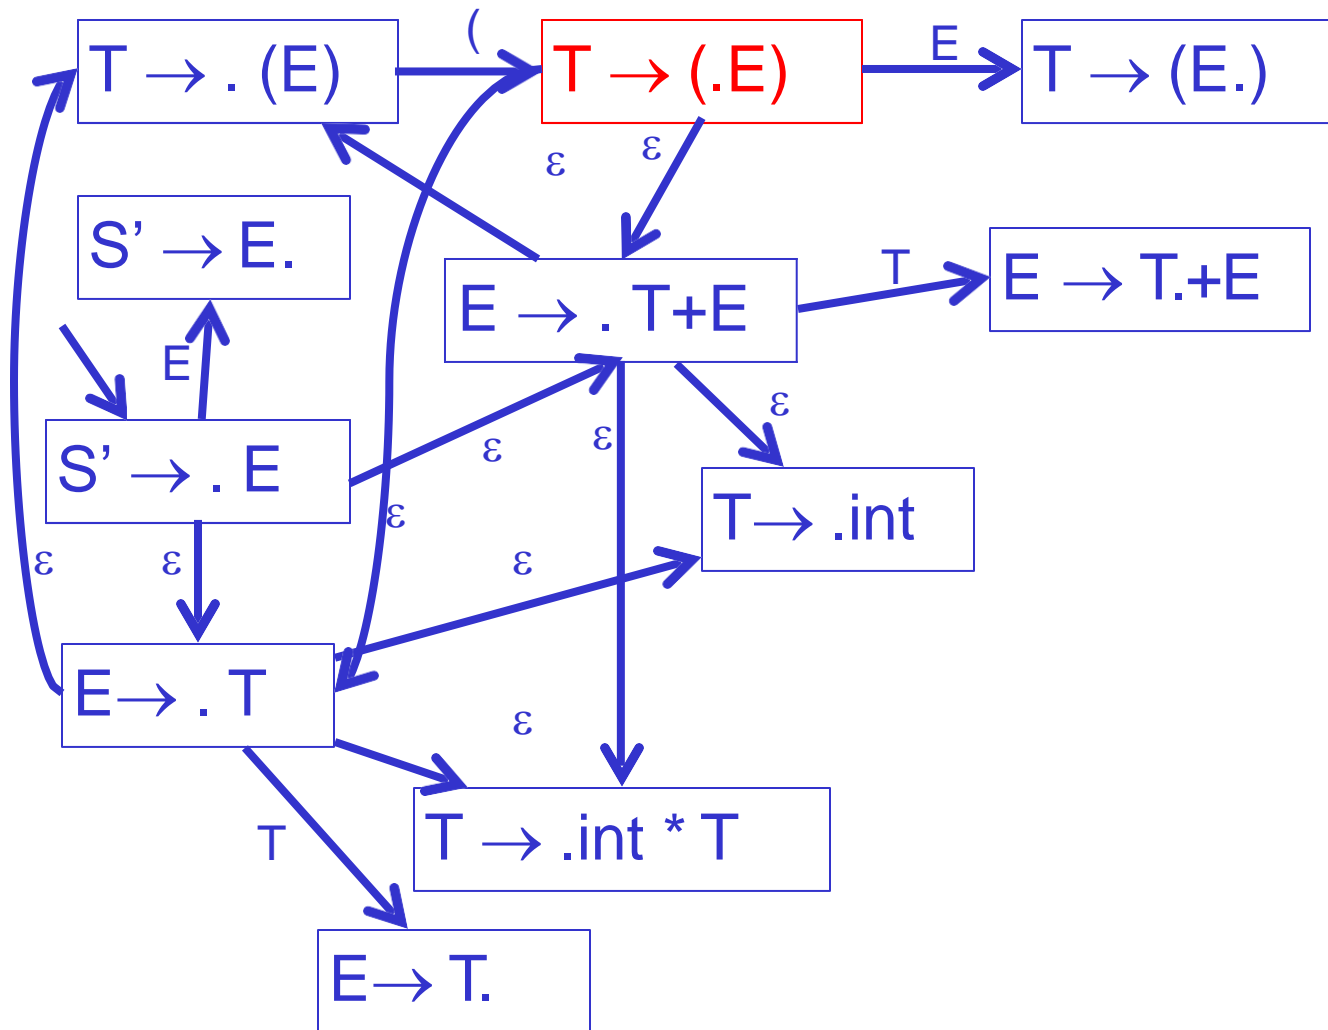 T → . (E)
(
T → (.E)
E
T → (E.)
ε
ε
S’ → E.
E → . T+E
T
E → T.+E
E
ε
ε
ε
S’ → . E
T→ .int
ε
ε
ε
ε
E→ . T
ε
T → .int * T
T
E→ T.